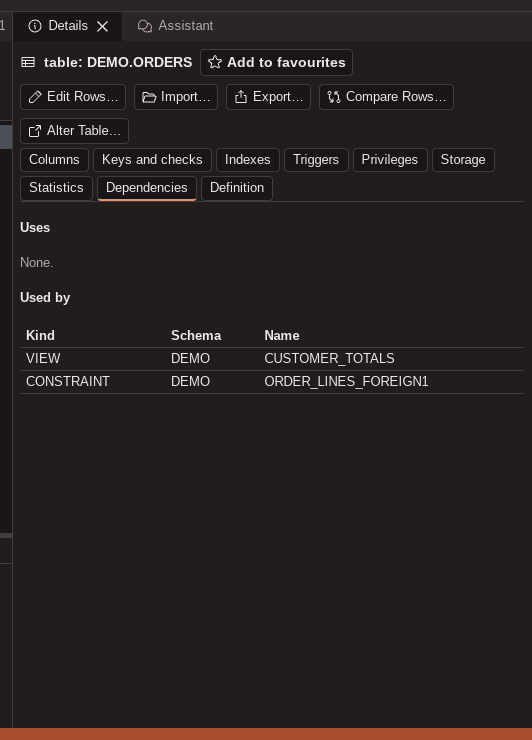 1 Details Assistant
table: DEMO.ORDERS Add to favourites
Edit Rows... Import... Export... Compare Rows...
Alter Table...
Columns Keys and checks Indexes Triggers Privileges Storage
Statistics Dependencies Definition
Uses
None.
Used by
Kind Schema Name
VIEW DEMO CUSTOMER_TOTALS
CONSTRAINT DEMO ORDER_LINES_FOREIGN1